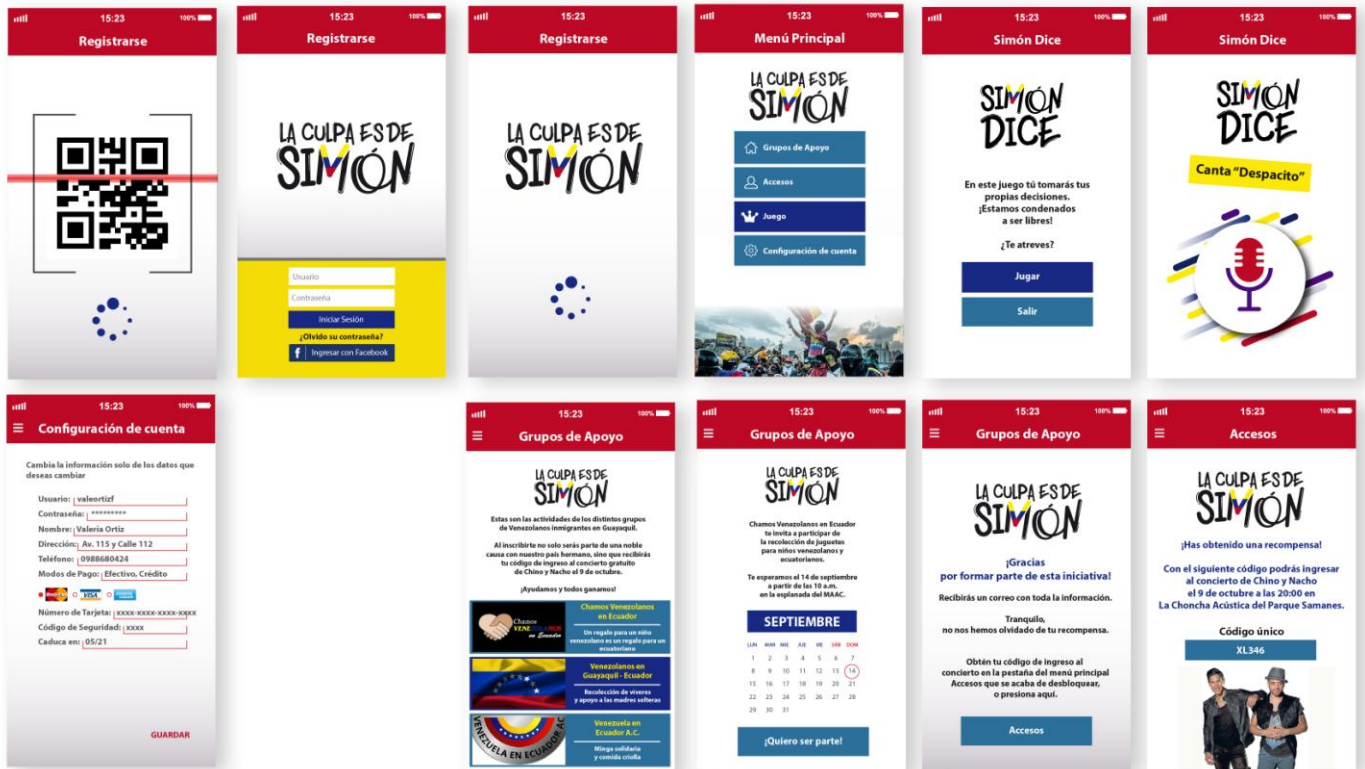 15:23
Registrarse
15:23
100%
Registrarse
LA CULPA ES DE
SIMÓN
Usuario
Contraseña
Iniciar Sesión
¿Olvido su contraseña?
f Ingresar con Facebook
15:23
Registrarse
LA CULPA ES DE
SIMÓN
15:23
100%
Menú Principal
LA CULPA ES DE
SIMÓN
Grupos de Apoyo
Accesos
Juego
Configuración de cuenta
15:23
100%
Simón Dice
SIMÓN
DICE
En este juego tú tomarás tus
propias decisiones.
¡Estamos condenados
a ser libres!
¿Te atreves?
Jugar
Salir
15:23
100%
Simón Dice
SIMÓN
DICE
Canta "Despacito"
15:23
100%
Configuración de cuenta
Cambia la información solo de los datos que
deseas cambiar
Usuario: valeortizf
Contraseña: *********
Nombre: Valeria Ortiz
Dirección: Av. 115 y Calle 112
Teléfono: 0988680424
Modos de Pago: Efectivo, Crédito
VISA
Número de Tarjeta: xxxx-xxxx-xxxx-xxxx
Código de Seguridad: xxxx
Caduca en: 05/21
GUARDAR
15:23
100%
Grupos de Apoyo
LA CULPA ES DE
SIMÓN
Estas son las actividades de los distintos grupos
de Venezolanos inmigrantes en Guayaquil.
Al inscribirte no solo serás parte de una noble
causa con nuestro país hermano, sino que recibirás
tu código de ingreso al concierto gratuito
de Chino y Nacho el 9 de octubre.
¡Ayudamos y todos ganamos!
Chamos
VENEZOLANOS
en Ecuador
Chamos Venezolanos
en Ecuador
Un regalo para un niño
venezolano es un regalo para un
ecuatoriano
Venezolanos en
Guayaquil - Ecuador
Recolección de víveres
y apoyo a las madres solteras
VENEZUELA EN ECUADOR AC
Venezuela en
Ecuador A.C.
Minga solidaria
y comida criolla
15:23
100%
Grupos de Apoyo
LA CULPA ES DE
SIMÓN
Chamos Venezolanos en Ecuador
te invita a participar de
la recolección de juguetes
para niños venezolanos y
ecuatorianos.
Te esperamos el 14 de septiembre
a partir de las 10 a.m.
en la esplanada del MAAC.
SEPTIEMBRE
LUN MAR MIE JUE VIE SÁB DOM
1 2 3 4 5 6 7
8 9 10 11 12 13 14
15 16 17 18 19 20 21
22 23 24 25 26 27 28
29 30 31
¡Quiero ser parte!
15:23
100%
Grupos de Apoyo
LA CULPA ES DE
SIMÓN
¡Gracias
por formar parte de esta iniciativa!
Recibirás un correo con toda la información.
Tranquilo,
no nos hemos olvidado de tu recompensa.
Obtén tu código de ingreso al
concierto en la pestaña del menú principal
Accesos que se acaba de desbloquear,
o presiona aquí.
Accesos
15:23
100%
Accesos
LA CULPA ES DE
SIMÓN
¡Has obtenido una recompensa!
Con el siguiente código podrás ingresar
al concierto de Chino y Nacho
el 9 de octubre a las 20:00 en
La Choncha Acústica del Parque Samanes.
Código único
XL346